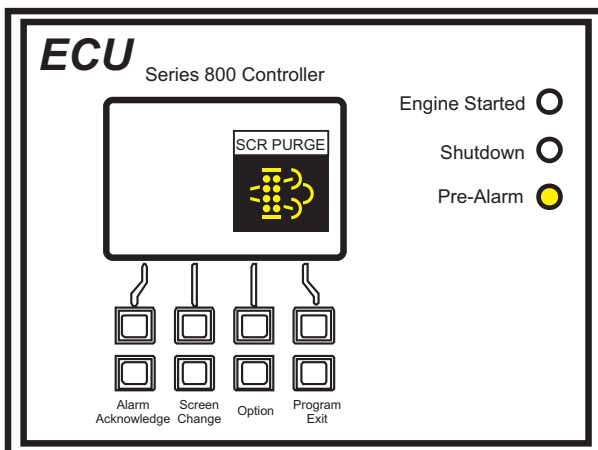 ECU
Series 800 Controller
Engine Started
Shutdown
Pre-Alarm
SCR PURGE
Alarm
Acknowledge
Screen
Change
Option
Program
Exit